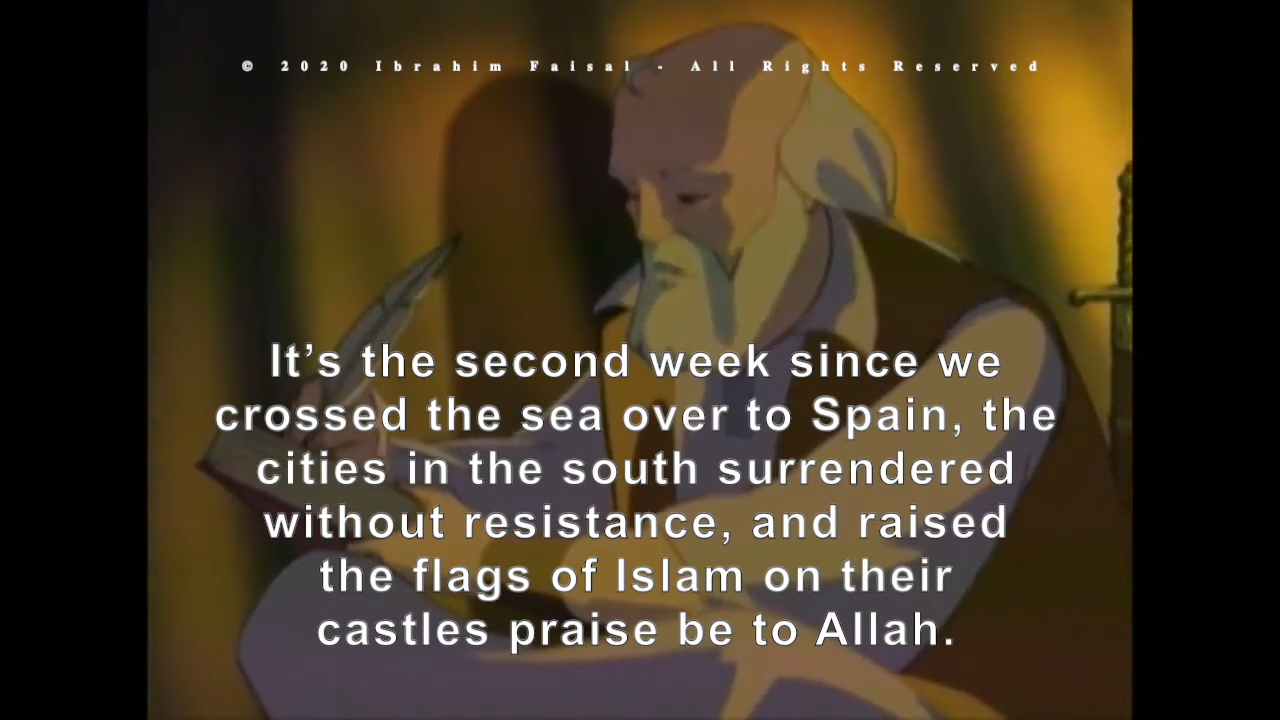 © 2020 Ibrahim Faisal - All Rights Reserved
It’s the second week since we
crossed the sea over to Spain, the
cities in the south surrendered
without resistance, and raised
the flags of Islam on their
castles praise be to Allah.